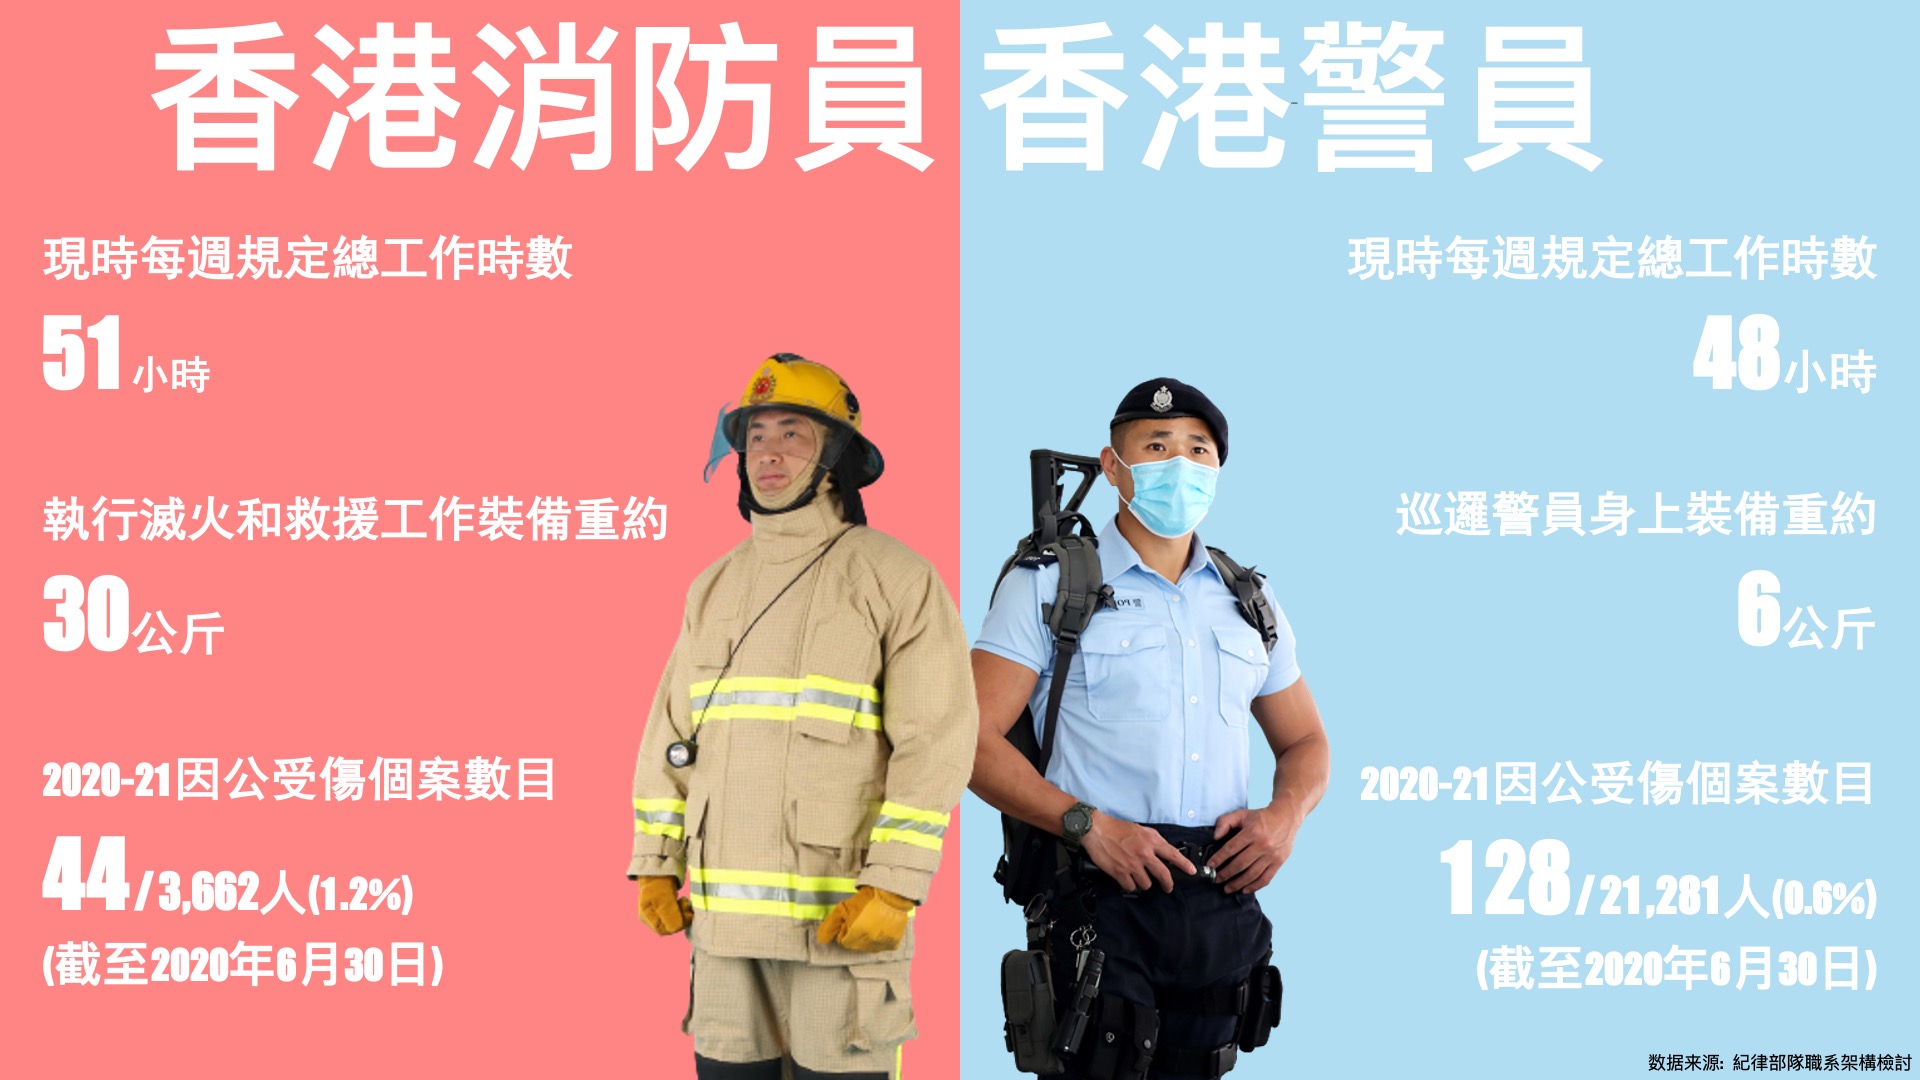 香港消防員
現時每週規定總工作時數
51小時
執行滅火和救援工作裝備重約
30公斤
2020-21因公受傷個案數目
44/3,662人(1.2%)
(截至2020年6月30日)
香港警員
現時每週規定總工作時數
48小時
巡邏警員身上裝備重約
6公斤
2020-21因公受傷個案數目
128/21,281人(0.6%)
(截至2020年6月30日)
数据来源: 紀律部隊職系架構檢討